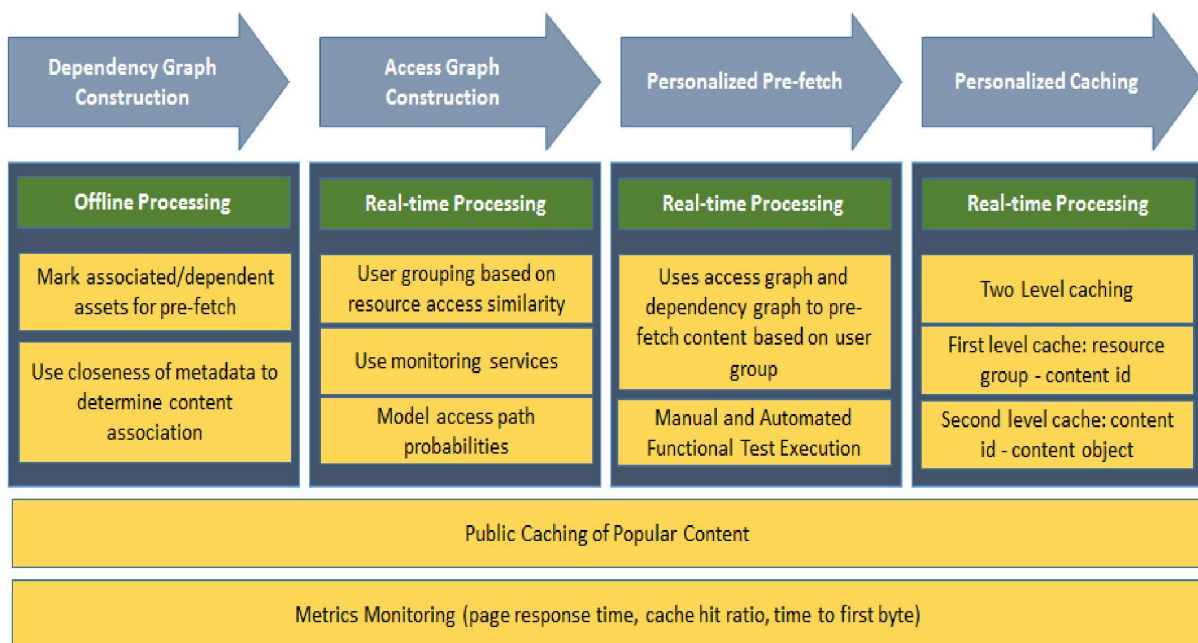 Dependency Graph
Construction
Access Graph
Construction
Personalized Pre-fetch
Personalized Caching
Offline Processing
Mark associated/dependent
assets for pre-fetch
Use closeness of metadata to
determine content
association
Real-time Processing
User grouping based on
resource access similarity
Use monitoring services
Model access path
probabilities
Real-time Processing
Uses access graph and
dependency graph to pre-
fetch content based on user
group
Manual and Automated
Functional Test Execution
Real-time Processing
Two Level caching
First level cache: resource
group - content id
Second level cache: content
id - content object
Public Caching of Popular Content
Metrics Monitoring (page response time, cache hit ratio, time to first byte)